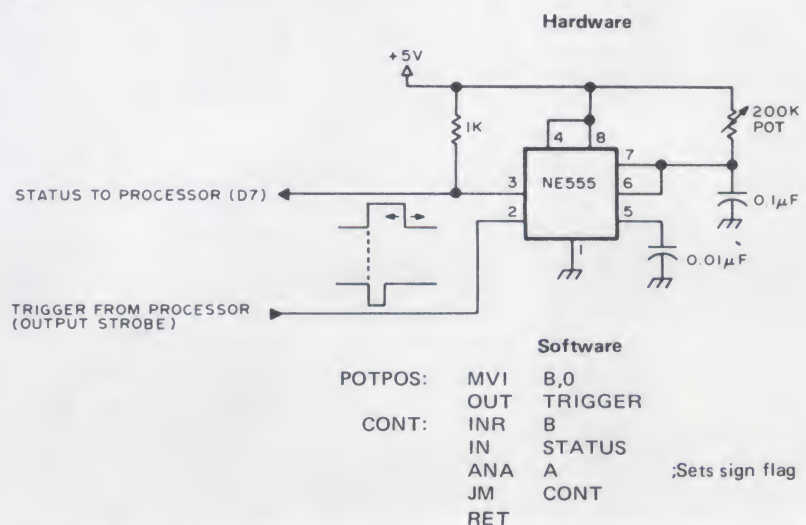 Hardware
+5V
1K
200K
POT
4
8
7
3
NE555
6
STATUS TO PROCESSOR (D7)
2
5
0.1μF
1
0.01μF
TRIGGER FROM PROCESSOR
(OUTPUT STROBE)
Software
POTPOS: MVI B,0
OUT TRIGGER
CONT: INR B
IN STATUS
ANA A ;Sets sign flag
JM CONT
RET